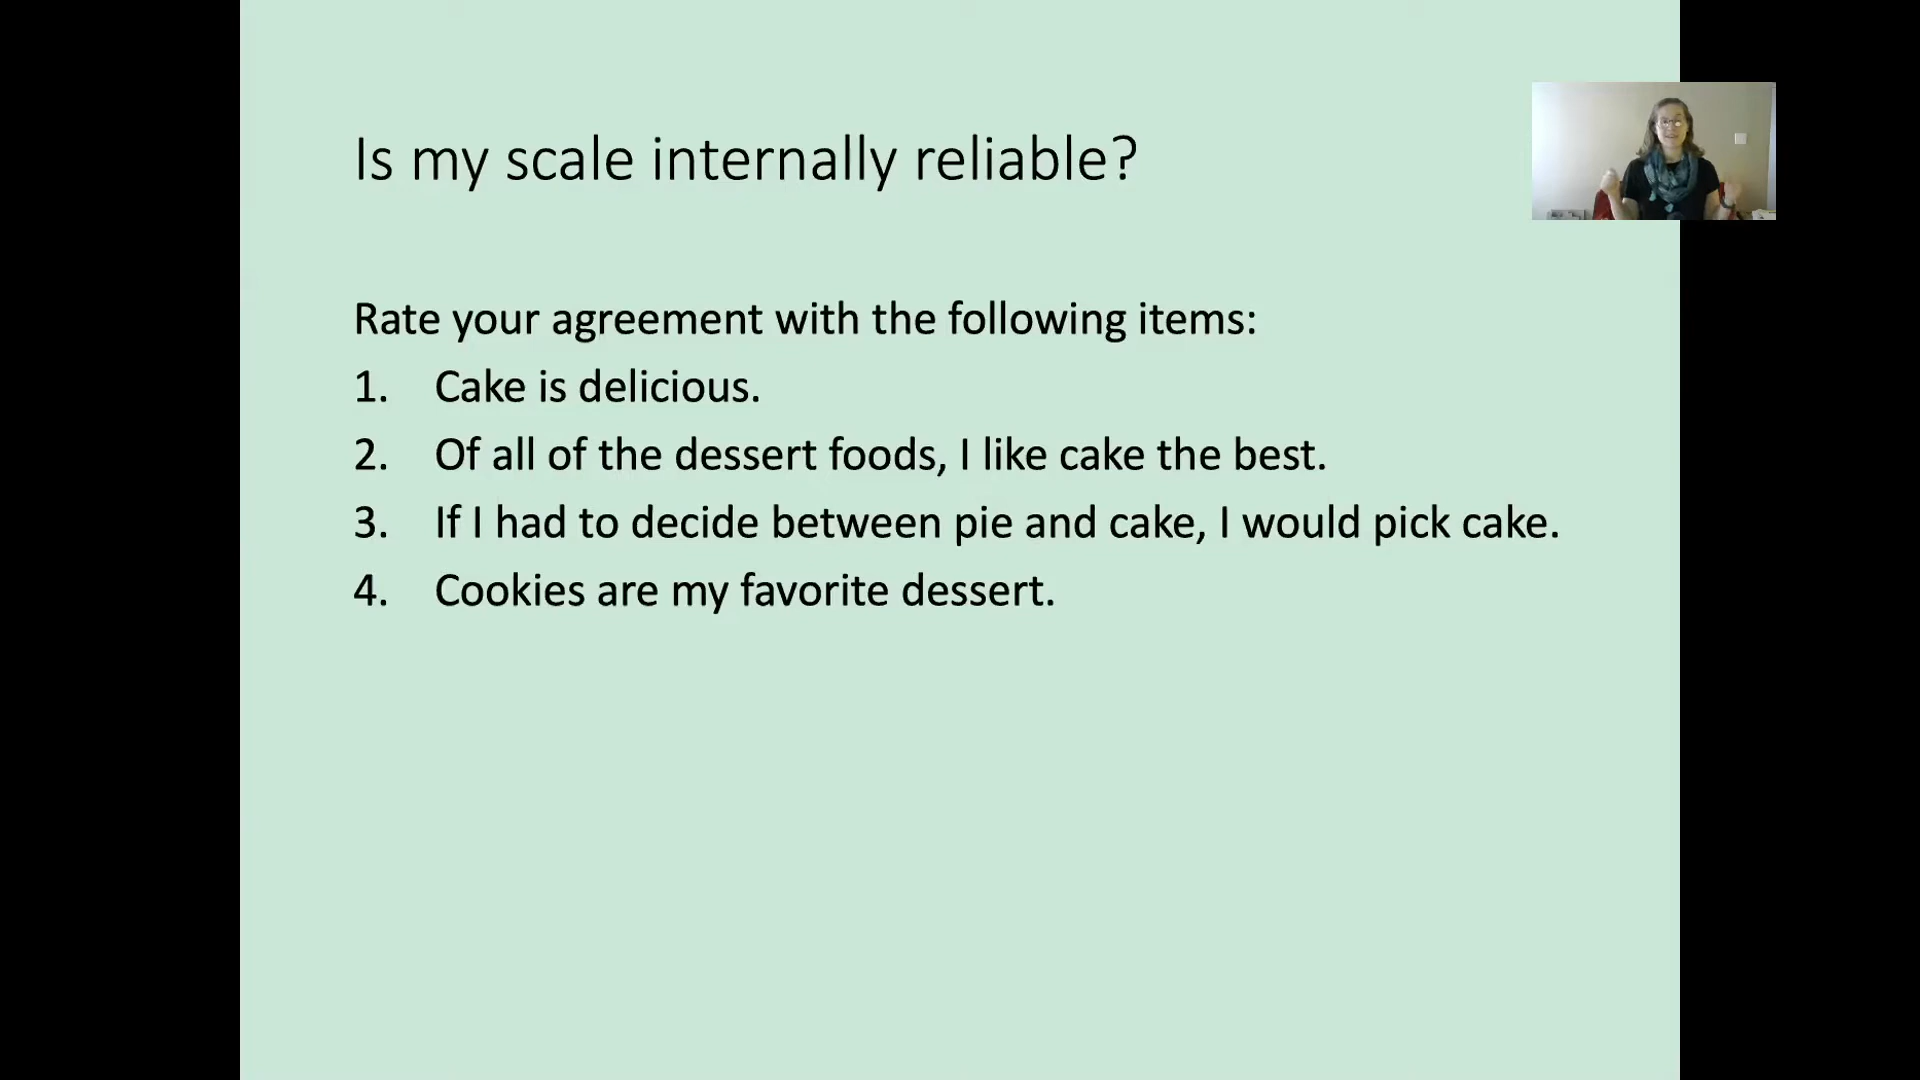 Is my scale internally reliable?
Rate your agreement with the following items:
1. Cake is delicious.
2. Of all of the dessert foods, I like cake the best.
3. If I had to decide between pie and cake, I would pick cake.
4. Cookies are my favorite dessert.